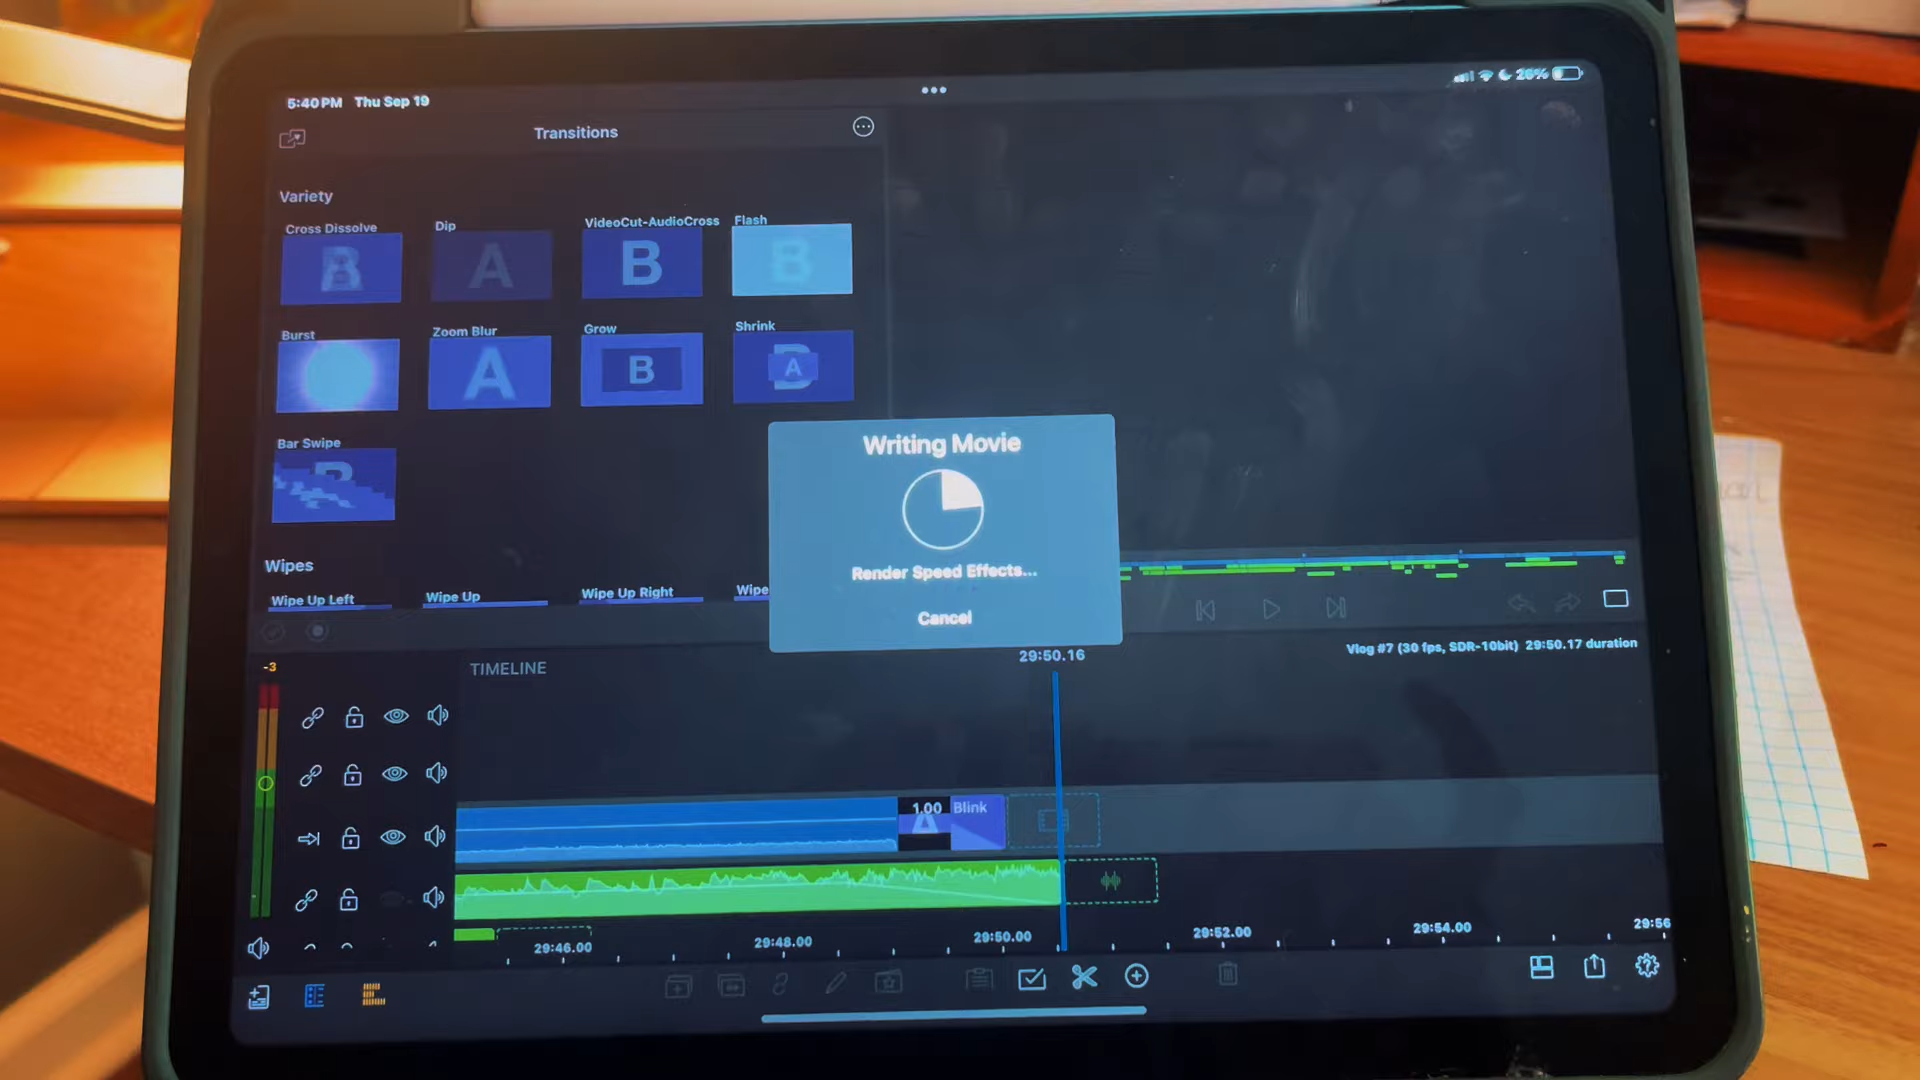 5:40 PM Thu Sep 19
26%
Transitions
Variety
Cross Dissolve
Dip
VideoCut-AudioCross
Flash
B
A
B
B
Burst
Zoom Blur
Grow
Shrink
A
B
B
A
Bar Swipe
B
Writing Movie
Render Speed Effects...
Cancel
Wipes
Wipe Up Left
Wipe Up
Wipe Up Right
Wipe
-3
TIMELINE
29:50.16
Vlog #7 (30 fps, SDR-10bit) 29:50.17 duration
1.00
Blink
A
29:46.00
29:48.00
29:50.00
29:52.00
29:54.00
29:56